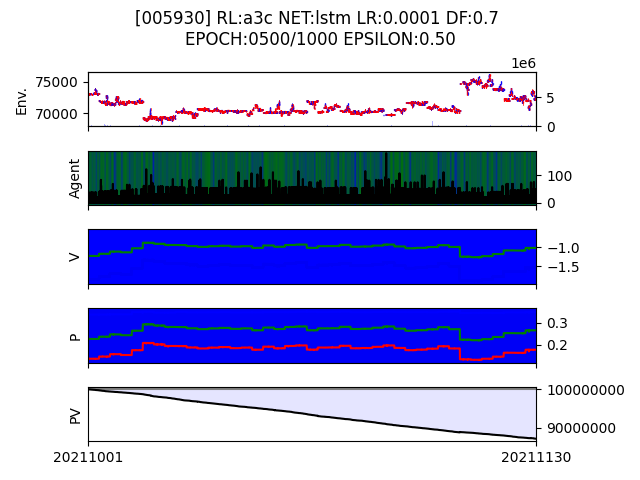 [005930] RL:a3c NET:lstm LR:0.0001 DF:0.7
EPOCH:0500/1000 EPSILON:0.50
1e6
Env.
75000
70000
5
0
Agent
100
0
V
−1.0
−1.5
P
0.3
0.2
PV
100000000
90000000
20211001
20211130